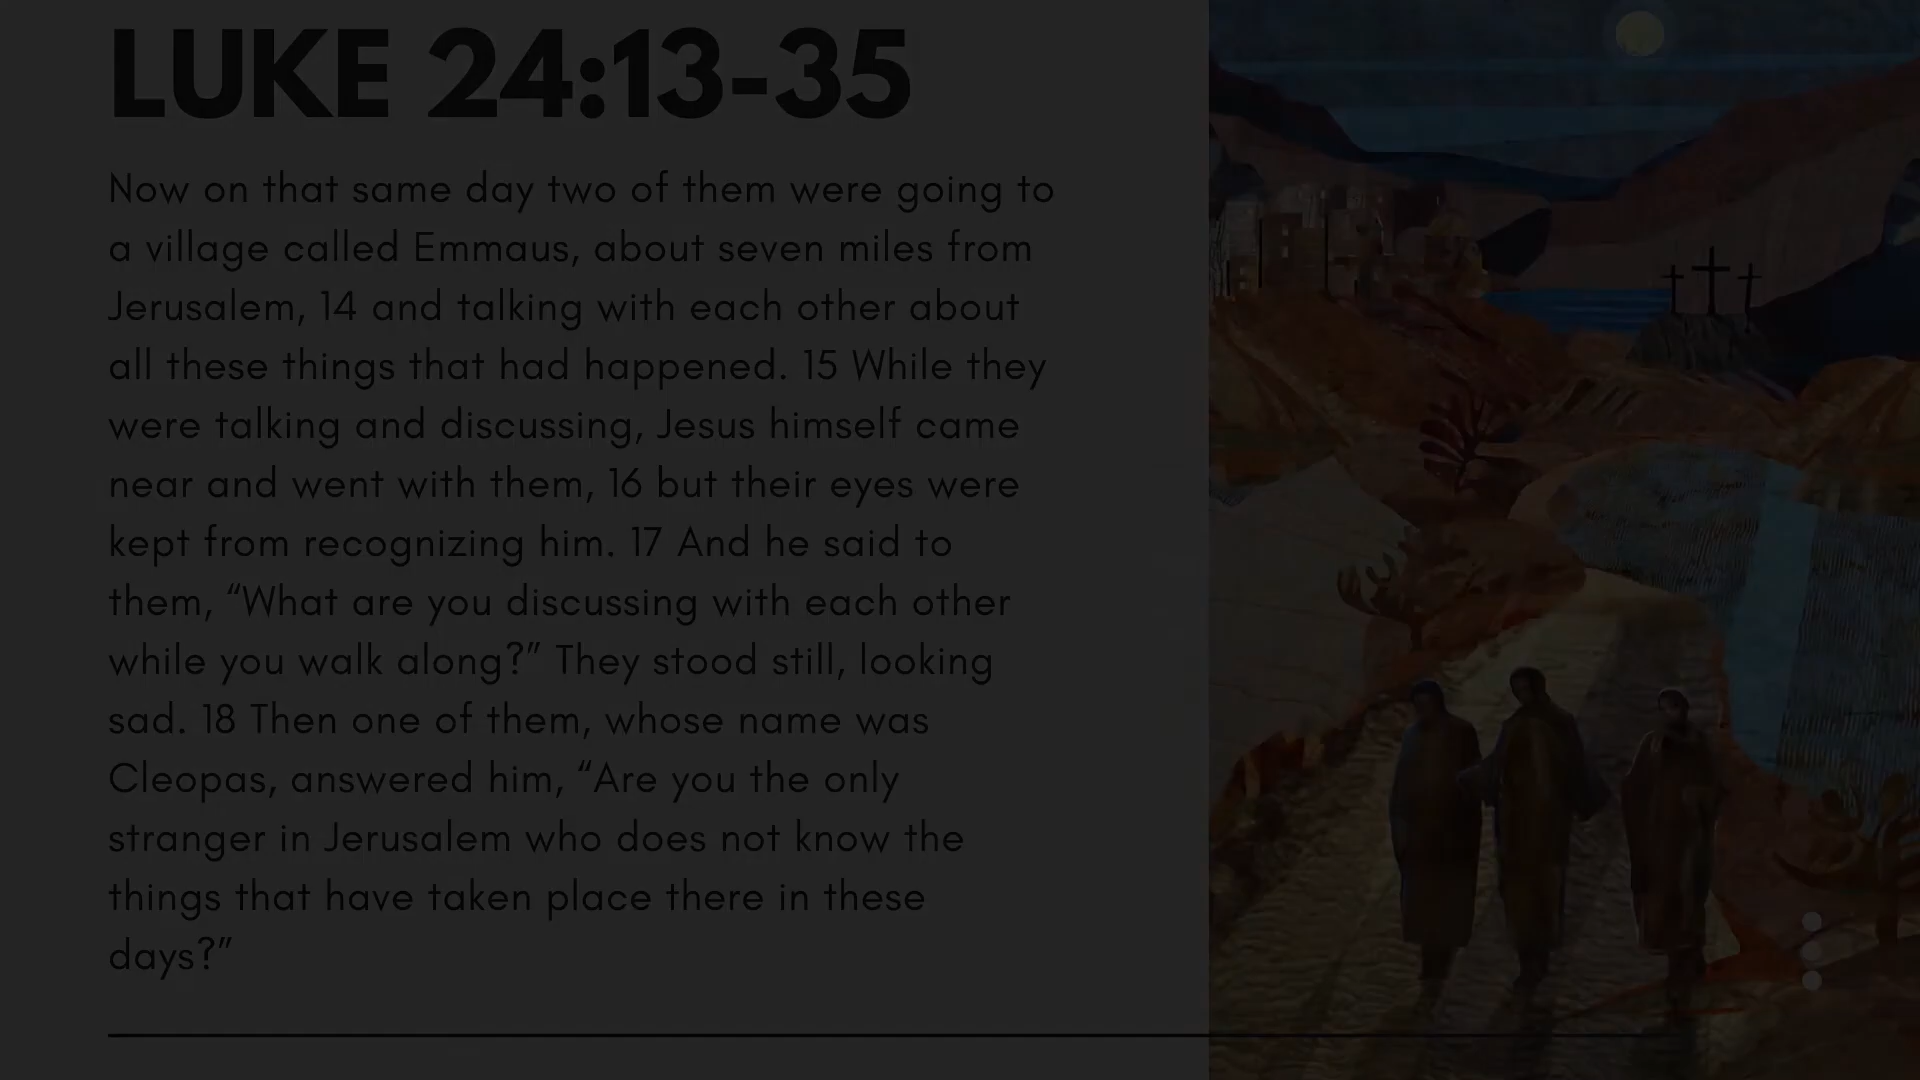 LUKE 24:13-35
Now on that same day two of them were going to
a village called Emmaus, about seven miles from
Jerusalem, 14 and talking with each other about
all these things that had happened. 15 While they
were talking and discussing, Jesus himself came
near and went with them, 16 but their eyes were
kept from recognizing him. 17 And he said to
them, “What are you discussing with each other
while you walk along?” They stood still, looking
sad. 18 Then one of them, whose name was
Cleopas, answered him, “Are you the only
stranger in Jerusalem who does not know the
things that have taken place there in these
days?”